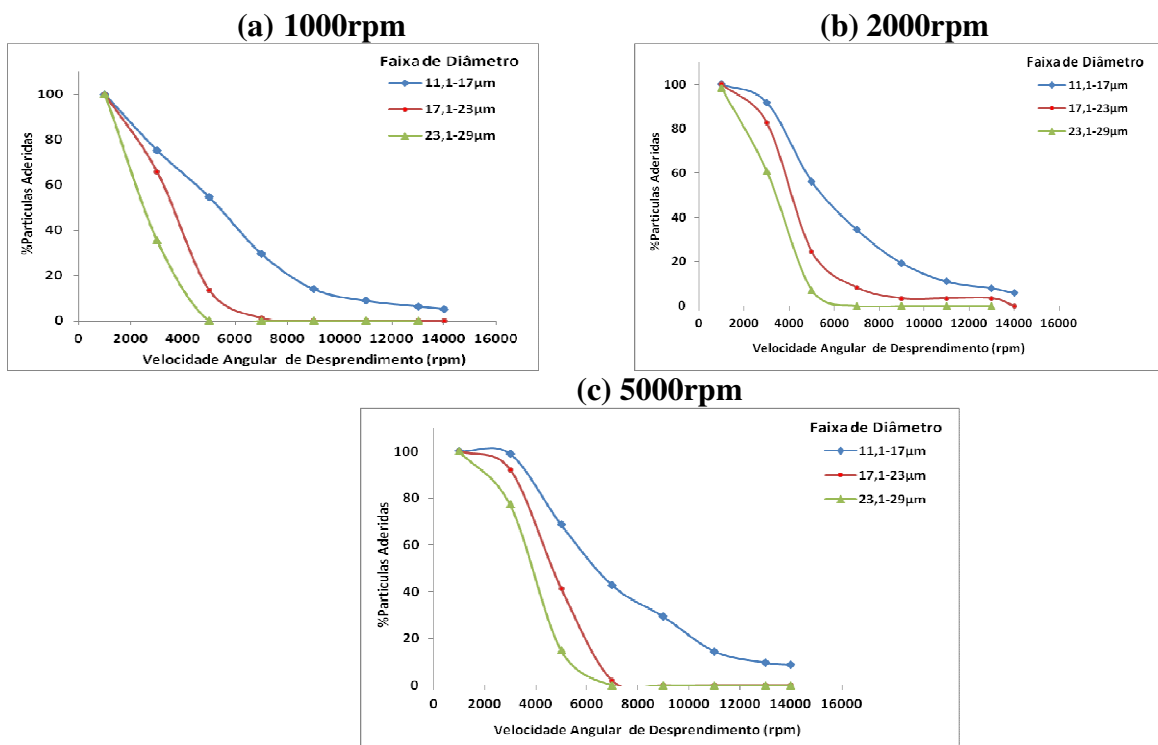 (a) 1000rpm
Faixa de Diâmetro
11,1-17µm
17,1-23µm
23,1-29µm
100
80
60
40
20
0
%Particulas Aderidas
0 2000 4000 6000 8000 10000 12000 14000 16000
Velocidade Angular de Desprendimento (rpm)
(b) 2000rpm
Faixa de Diâmetro
11,1-17µm
17,1-23µm
23,1-29µm
100
80
60
40
20
0
%Particulas Aderidas
0 2000 4000 6000 8000 10000 12000 14000 16000
Velocidade Angular de Desprendimento (rpm)
(c) 5000rpm
Faixa de Diâmetro
11,1-17µm
17,1-23µm
23,1-29µm
100
80
60
40
20
0
%Particulas Aderidas
0 2000 4000 6000 8000 10000 12000 14000 16000
Velocidade Angular de Desprendimento (rpm)